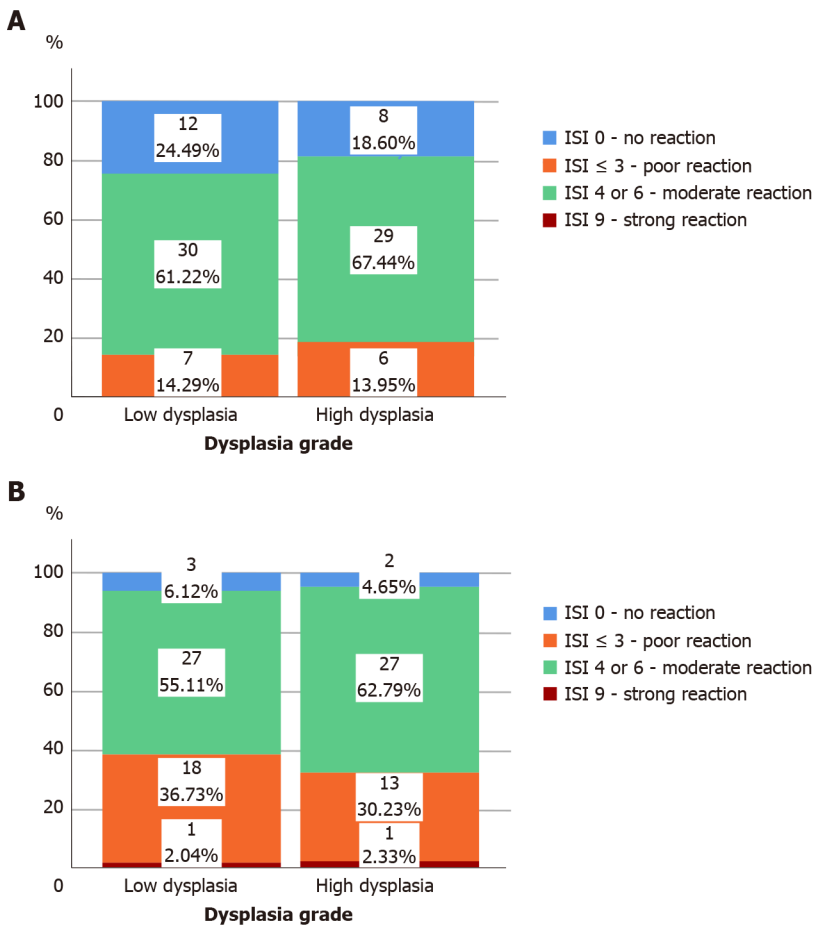 A
%
100
80
60
40
20
0
12
24.49%
30
61.22%
7
14.29%
8
18.60%
29
67.44%
6
13.95%
Low dysplasia
High dysplasia
Dysplasia grade
ISI 0 - no reaction
ISI ≤ 3 - poor reaction
ISI 4 or 6 - moderate reaction
ISI 9 - strong reaction
B
%
100
80
60
40
20
0
3
6.12%
27
55.11%
18
36.73%
1
2.04%
2
4.65%
27
62.79%
13
30.23%
1
2.33%
Low dysplasia
High dysplasia
Dysplasia grade
ISI 0 - no reaction
ISI ≤ 3 - poor reaction
ISI 4 or 6 - moderate reaction
ISI 9 - strong reaction